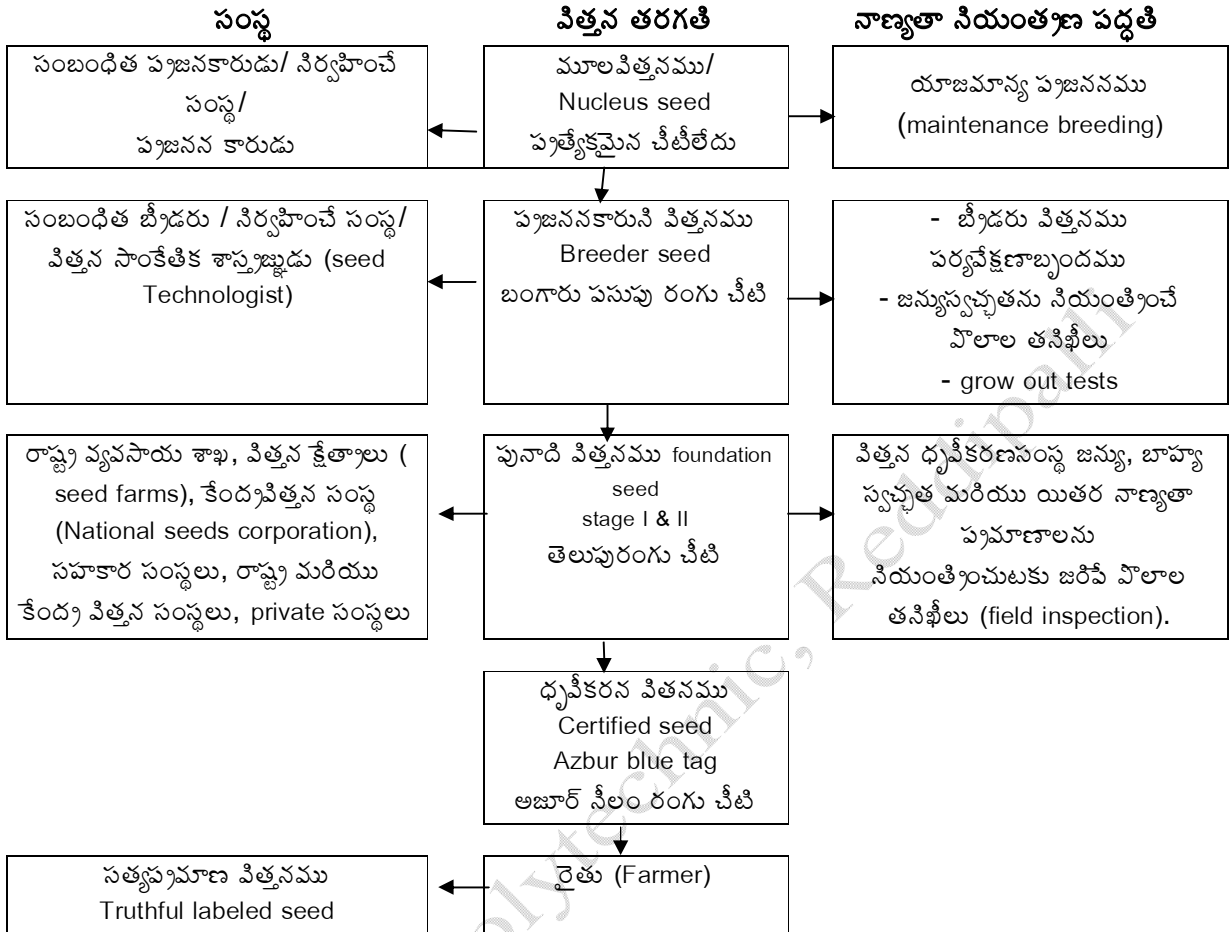 సంస్థ
విత్తన తరగతి
నాణ్యతా నియంత్రణ పద్ధతి
సంబంధిత ప్రజనకారుడు/ నిర్వహించే
సంస్థ/
ప్రజనన కారుడు
మూలవిత్తనము/
Nucleus seed
ప్రత్యేకమైన చీటీలేదు
యాజమాన్య ప్రజననము
(maintenance breeding)
సంబంధిత బ్రీడరు / నిర్వహించే సంస్థ/
విత్తన సాంకేతిక శాస్త్రజ్ఞుడు (seed
Technologist)
ప్రజననకారుని విత్తనము
Breeder seed
బంగారు పసుపు రంగు చీటి
- బ్రీడరు విత్తనము
పర్యవేక్షణాబృందము
- జన్యుస్వచ్ఛతను నియంత్రించే
పొలాల తనిఖీలు
- grow out tests
రాష్ట్ర వ్యవసాయ శాఖ, విత్తన క్షేత్రాలు (
seed farms), కేంద్రవిత్తన సంస్థ
(National seeds corporation),
సహకార సంస్థలు, రాష్ట్ర మరియు
కేంద్ర విత్తన సంస్థలు, private సంస్థలు
పునాది విత్తనము foundation
seed
stage I & II
తెలుపురంగు చీటి
విత్తన ధృవీకరణసంస్థ జన్యు, బాహ్య
స్వచ్ఛత మరియు యితర నాణ్యతా
ప్రమాణాలను
నియంత్రించుటకు జరిపే పొలాల
తనిఖీలు (field inspection).
ధృవీకరన వితనము
Certified seed
Azbur blue tag
అజూర్ నీలం రంగు చీటి
సత్యప్రమాణ విత్తనము
Truthful labeled seed
రైతు (Farmer)
olytechnic, Reddipalli